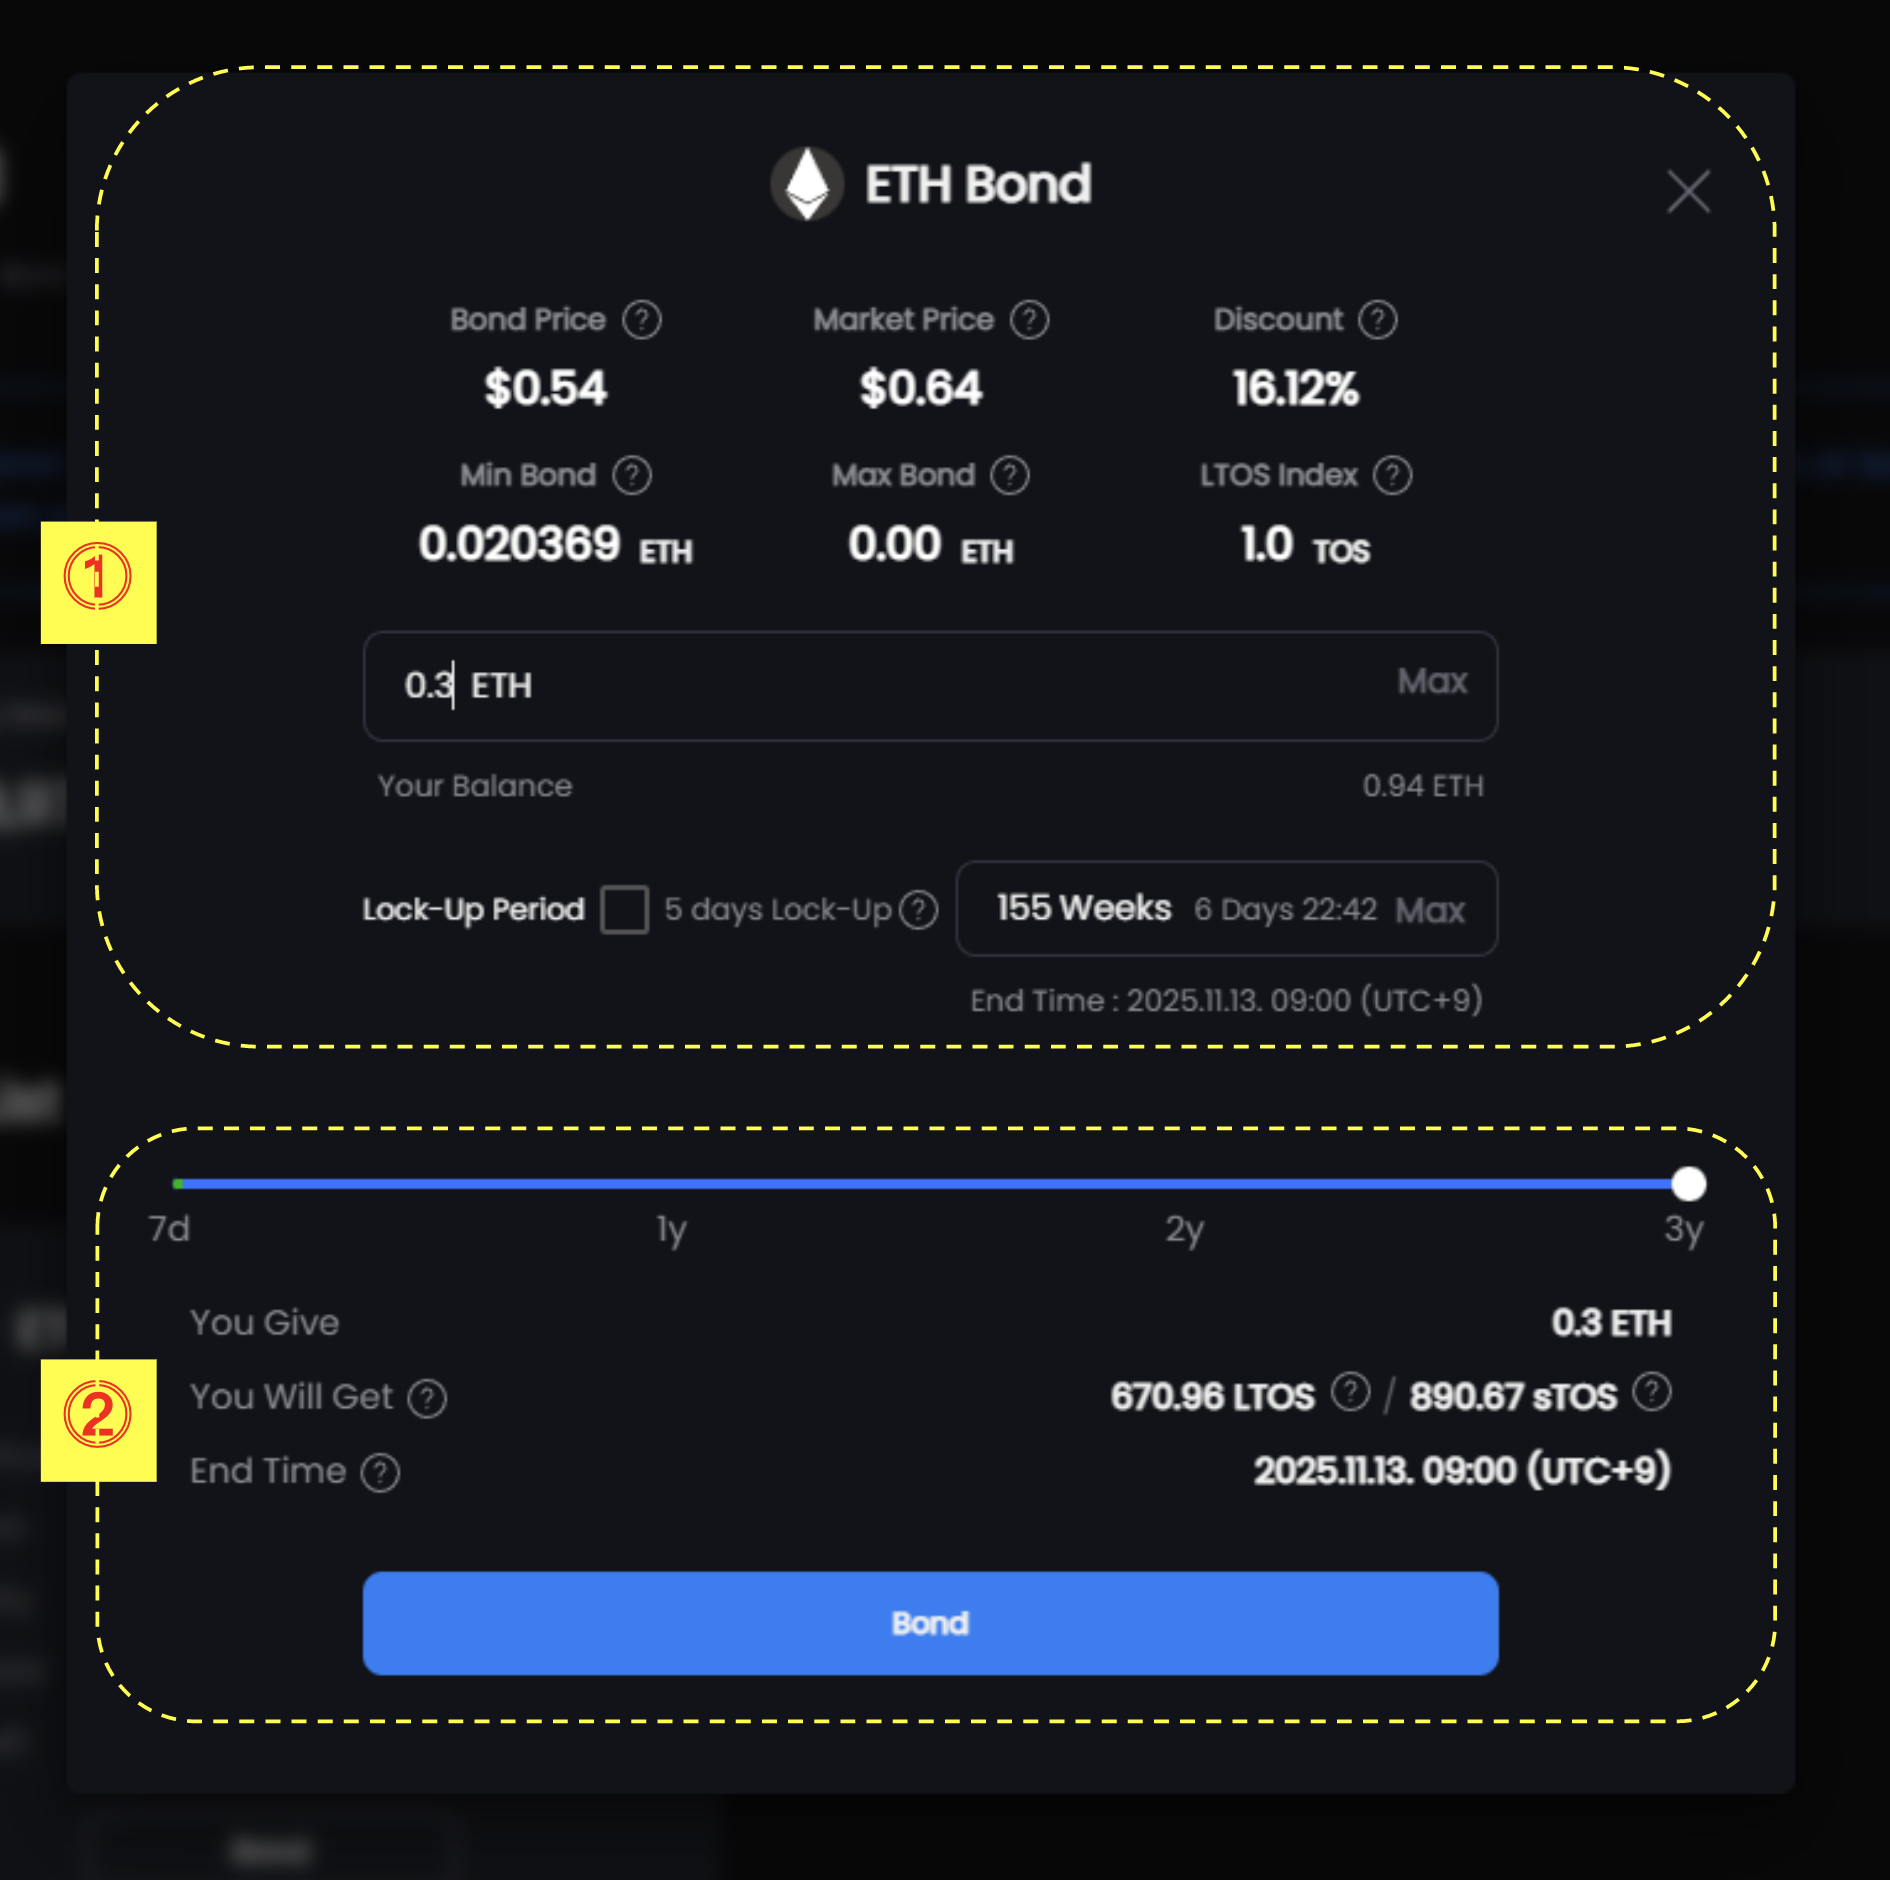 ETH Bond
Bond Price ? Market Price ? Discount ?
$0.54 $0.64 16.12%
Min Bond ? Max Bond ? LTOS Index ?
0.020369 ETH 0.00 ETH 1.0 TOS
①
0.3 ETH Max
Your Balance 0.94 ETH
Lock-Up Period 5 days Lock-Up ? 155 Weeks 6 Days 22:42 Max
End Time : 2025.11.13. 09:00 (UTC+9)
7d 1y 2y 3y
You Give 0.3 ETH
②
You Will Get ? 670.96 LTOS ? / 890.67 sTOS ?
End Time ? 2025.11.13. 09:00 (UTC+9)
Bond